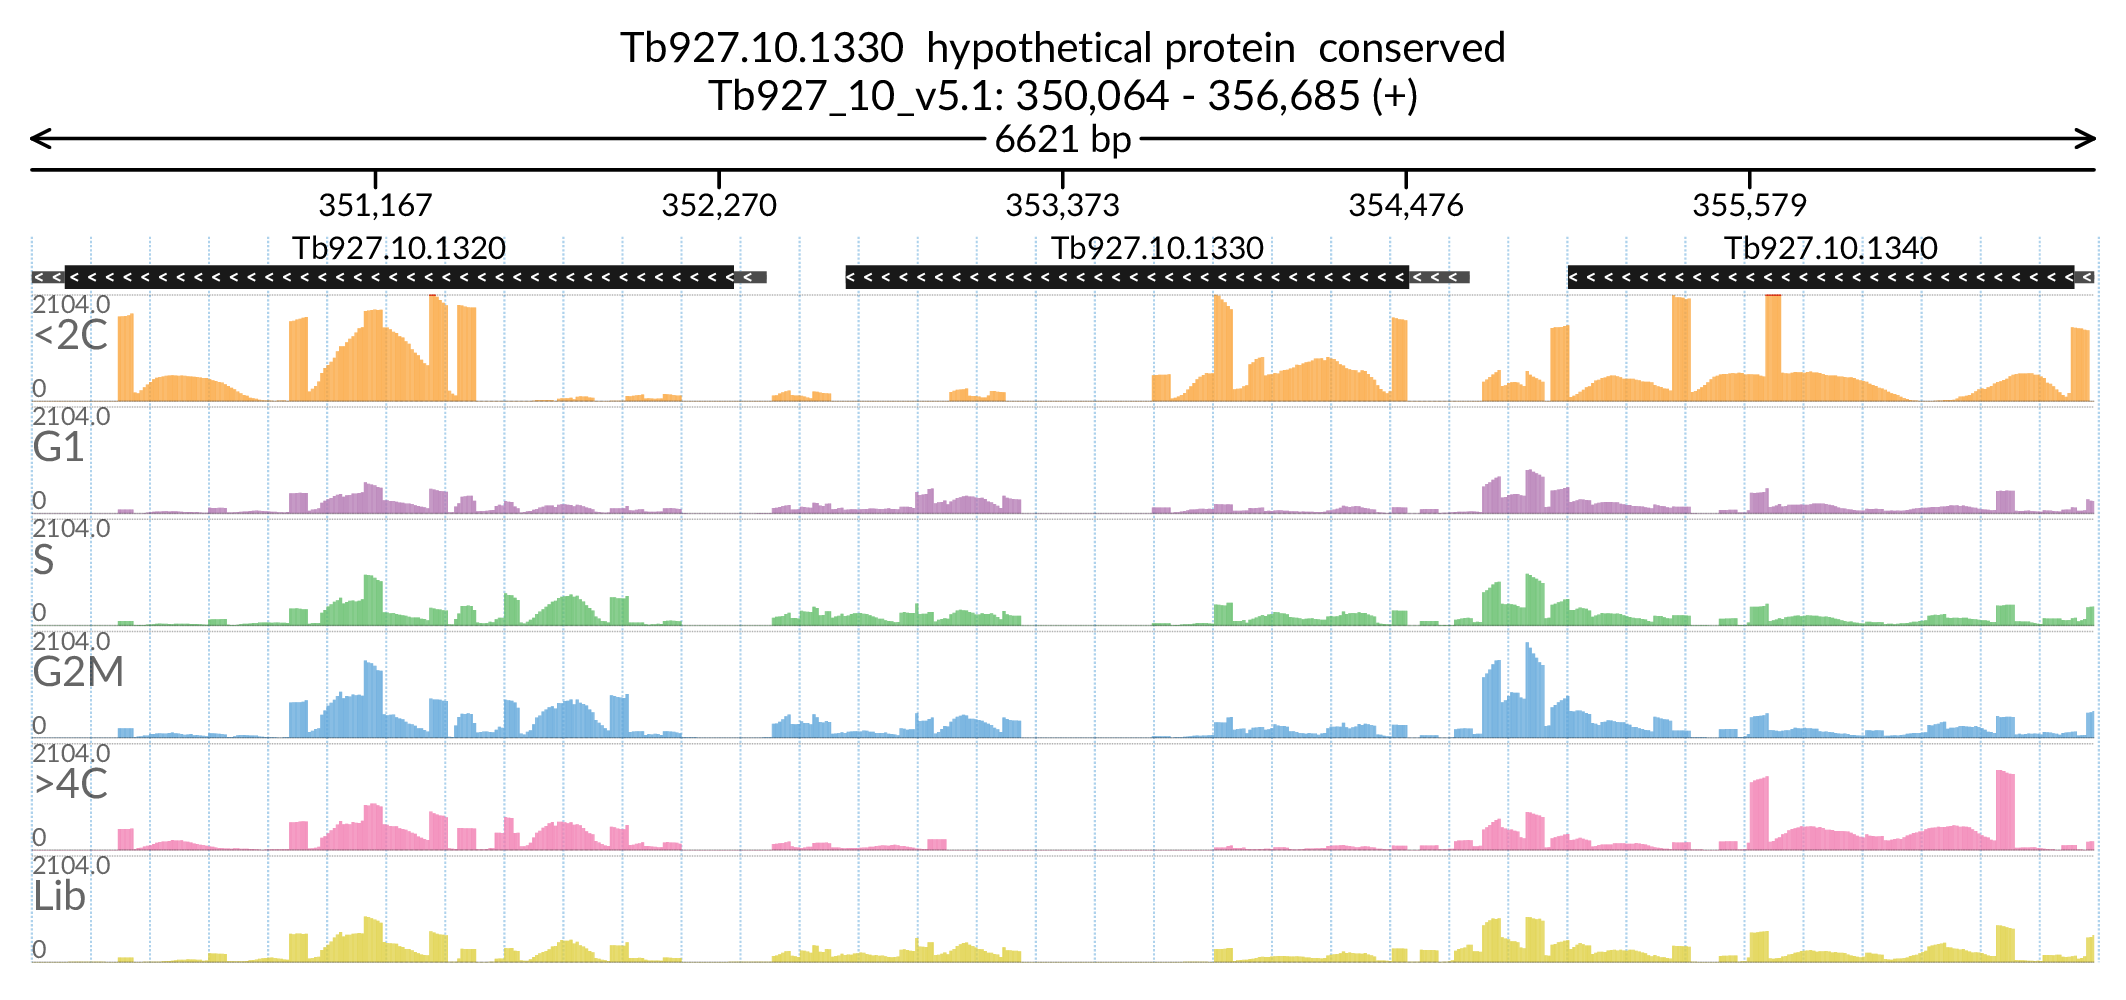 Tb927.10.1330 hypothetical protein conserved
Tb927_10_v5.1: 350,064 - 356,685 (+)
6621 bp
351,167 352,270 353,373 354,476 355,579
Tb927.10.1320 Tb927.10.1330 Tb927.10.1340
2104.0
<2C
0
2104.0
G1
0
2104.0
S
0
2104.0
G2M
0
2104.0
>4C
0
2104.0
Lib
0